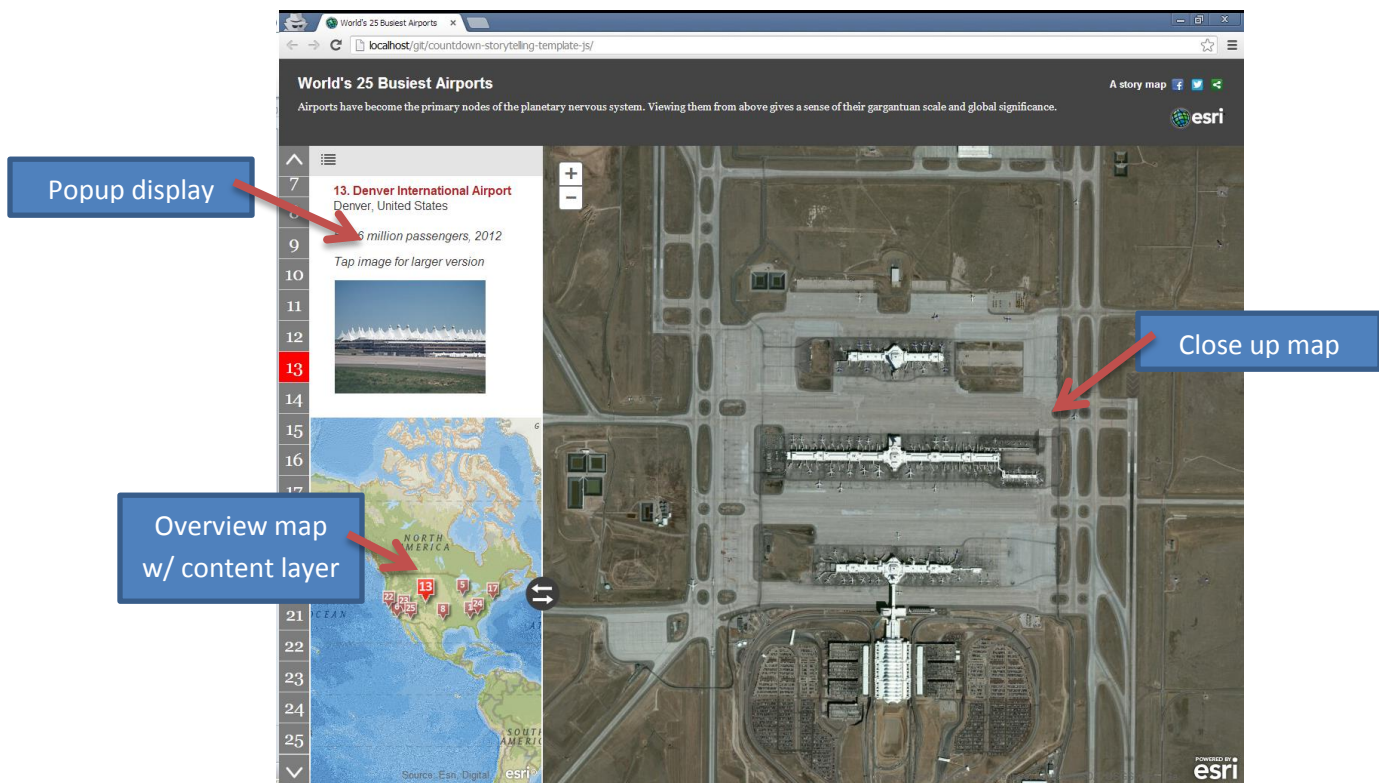 World's 25 Busiest Airports
localhost/git/countdown-storytelling-template-js/
World's 25 Busiest Airports
Airports have become the primary nodes of the planetary nervous system. Viewing them from above gives a sense of their gargantuan scale and global significance.
A story map
esri
Popup display
7
13. Denver International Airport
Denver, United States
9
6 million passengers, 2012
10
Tap image for larger version
11
12
13
14
15
16
17
21
22
23
24
25
Close up map
Overview map
w/ content layer
NORTH
AMERICA
13
5
17
22
23
6
25
8
24
OCEAN
SOUTH
AMERIC
Source: Esri, Digital
esri
POWERED BY
esri